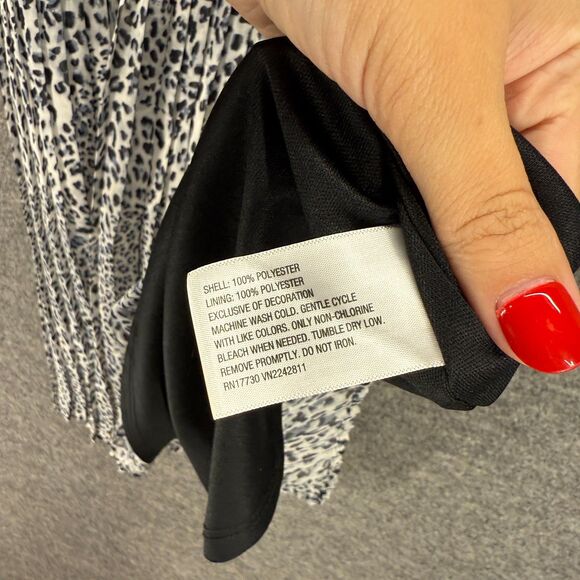 SHELL: 100% POLYESTER
LINING: 100% POLYESTER
EXCLUSIVE OF DECORATION
MACHINE WASH COLD. GENTLE CYCLE
WITH LIKE COLORS. ONLY NON-CHLORINE
BLEACH WHEN NEEDED. TUMBLE DRY LOW.
REMOVE PROMPTLY. DO NOT IRON.
RN17730 VN2242811